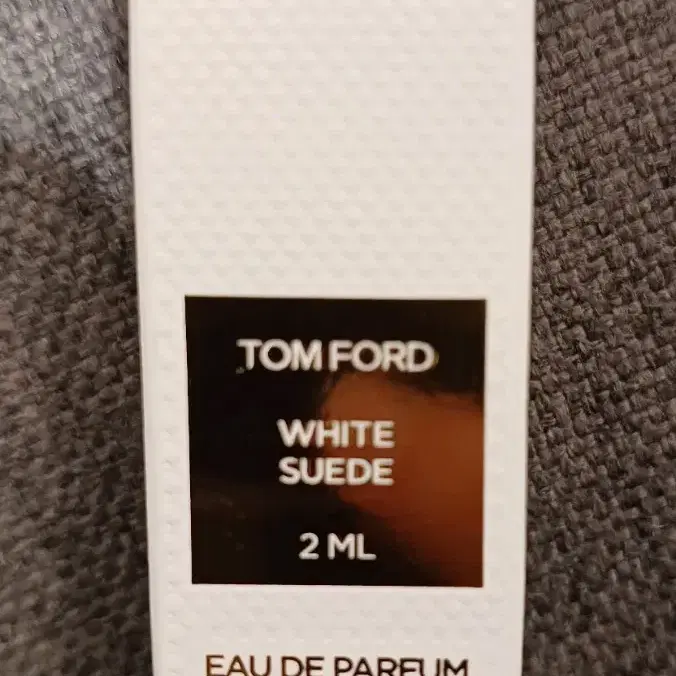 TOM FORD
WHITE
SUEDE
2 ML
EAU DE PARFUM